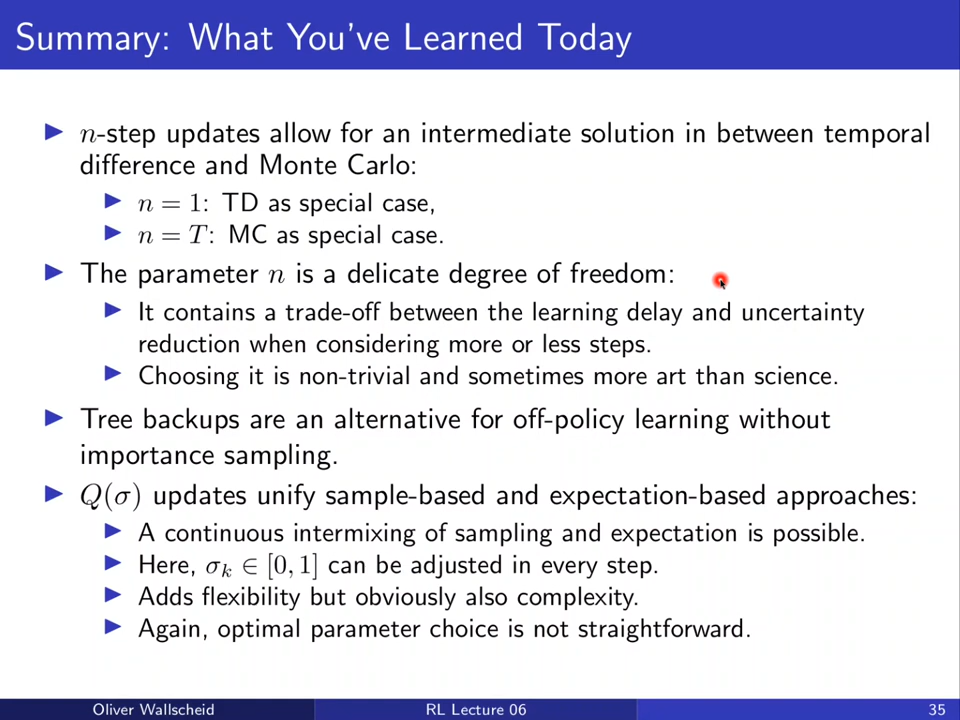 Summary: What You've Learned Today
▶ n-step updates allow for an intermediate solution in between temporal
difference and Monte Carlo:
▶ n = 1: TD as special case,
▶ n = T: MC as special case.
▶ The parameter n is a delicate degree of freedom:
▶ It contains a trade-off between the learning delay and uncertainty
reduction when considering more or less steps.
▶ Choosing it is non-trivial and sometimes more art than science.
▶ Tree backups are an alternative for off-policy learning without
importance sampling.
▶ Q(σ) updates unify sample-based and expectation-based approaches:
▶ A continuous intermixing of sampling and expectation is possible.
▶ Here, σₖ ∈ [0, 1] can be adjusted in every step.
▶ Adds flexibility but obviously also complexity.
▶ Again, optimal parameter choice is not straightforward.
Oliver Wallscheid RL Lecture 06 35